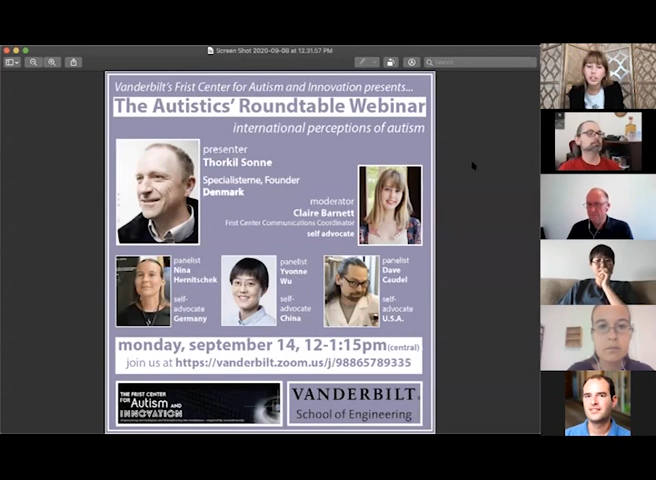 Screen Shot 2020-09-08 at 12.31.57 PM
Search
Vanderbilt's Frist Center for Autism and Innovation presents...
The Autistics' Roundtable Webinar
international perceptions of autism
presenter
Thorkil Sonne
Specialisterne, Founder
Denmark
moderator
Claire Barnett
Frist Center Communications Coordinator
self advocate
panelist
Nina
Hernitschek
self-
advocate
Germany
panelist
Yvonne
Wu
self-
advocate
China
panelist
Dave
Caudel
self-
advocate
U.S.A.
monday, september 14, 12-1:15pm(central)
join us at https://vanderbilt.zoom.us/j/98865789335
THE FRIST CENTER
FOR Autism AND
INNOVATION
VANDERBILT
School of Engineering